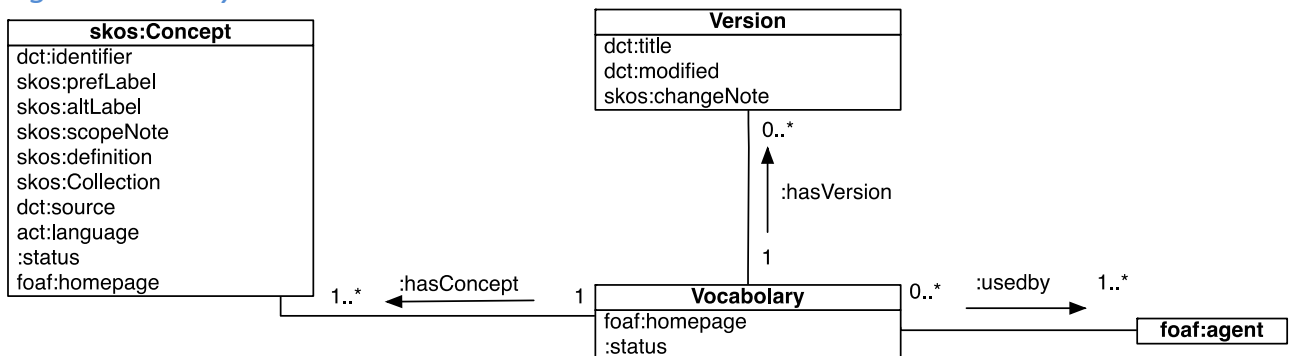 skos:Concept
dct:identifier
skos:prefLabel
skos:altLabel
skos:scopeNote
skos:definition
skos:Collection
dct:source
act:language
:status
foaf:homepage
Version
dct:title
dct:modified
skos:changeNote
0..*
:hasVersion
1
1..*
:hasConcept
1
Vocabolary
foaf:homepage
:status
0..*
:usedby
1..*
foaf:agent